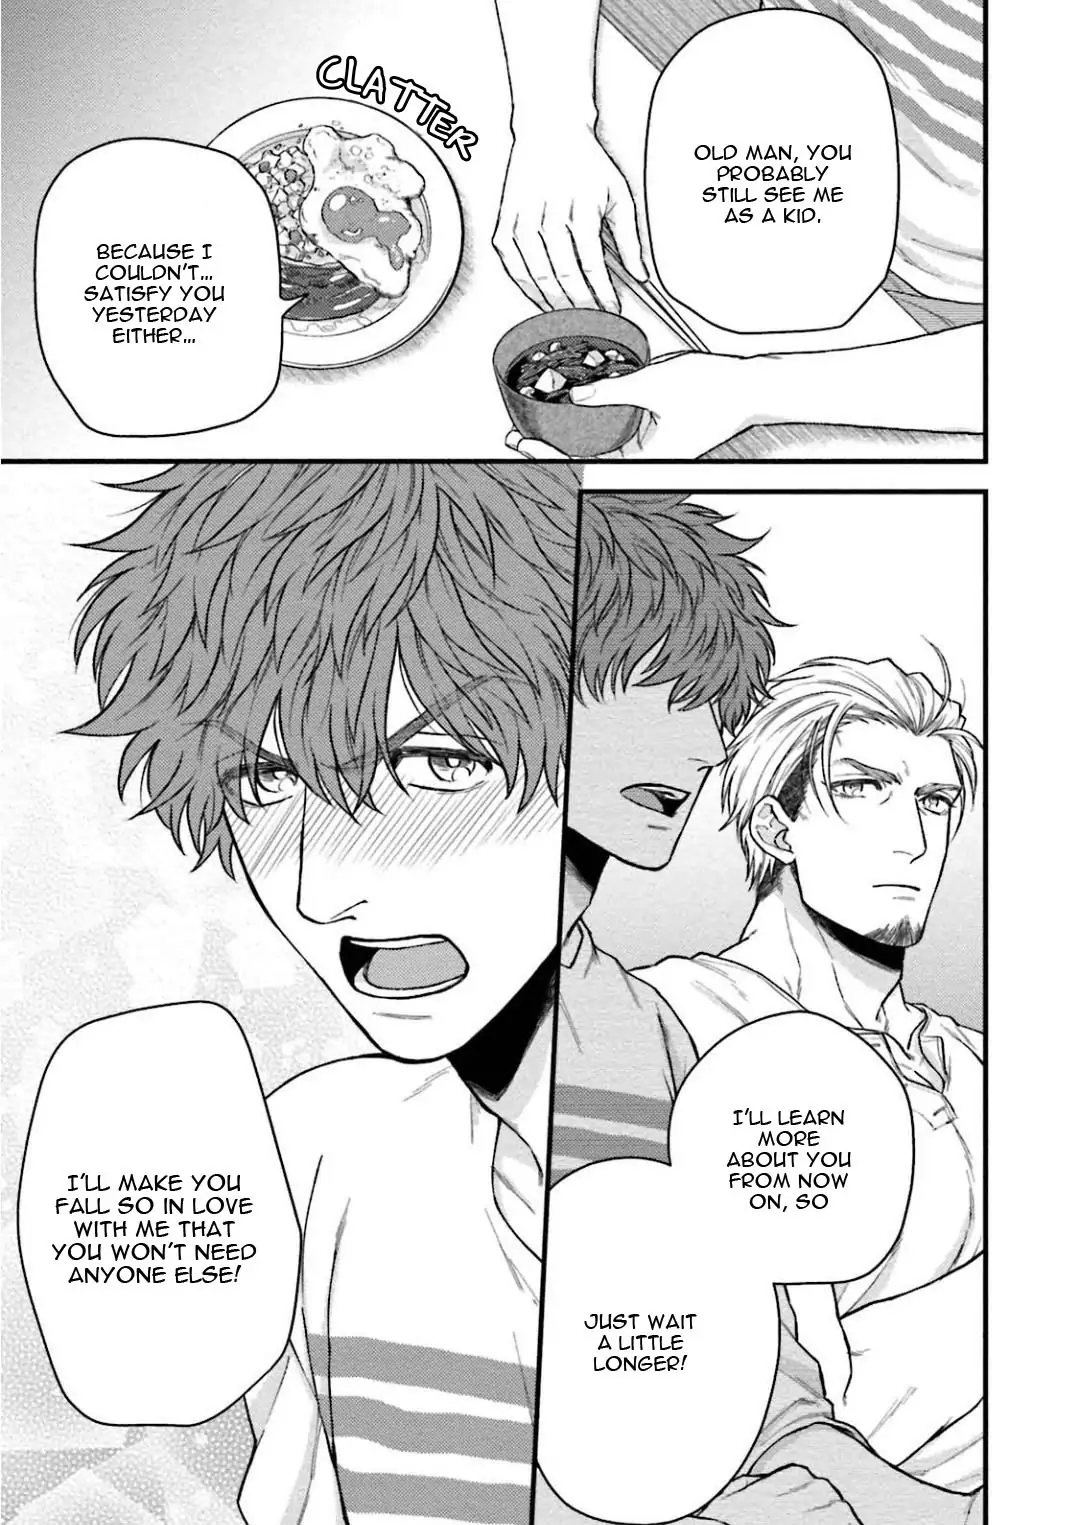 OLD MAN, YOU
PROBABLY
STILL SEE ME
AS A KID.
CLATTER
BECAUSE I
COULDN'T...
SATISFY YOU
YESTERDAY
EITHER...
I'LL LEARN
MORE
ABOUT YOU
FROM NOW
ON, SO
JUST WAIT
A LITTLE
LONGER!
I'LL MAKE YOU
FALL SO IN LOVE
WITH ME THAT
YOU WON'T NEED
ANYONE ELSE!